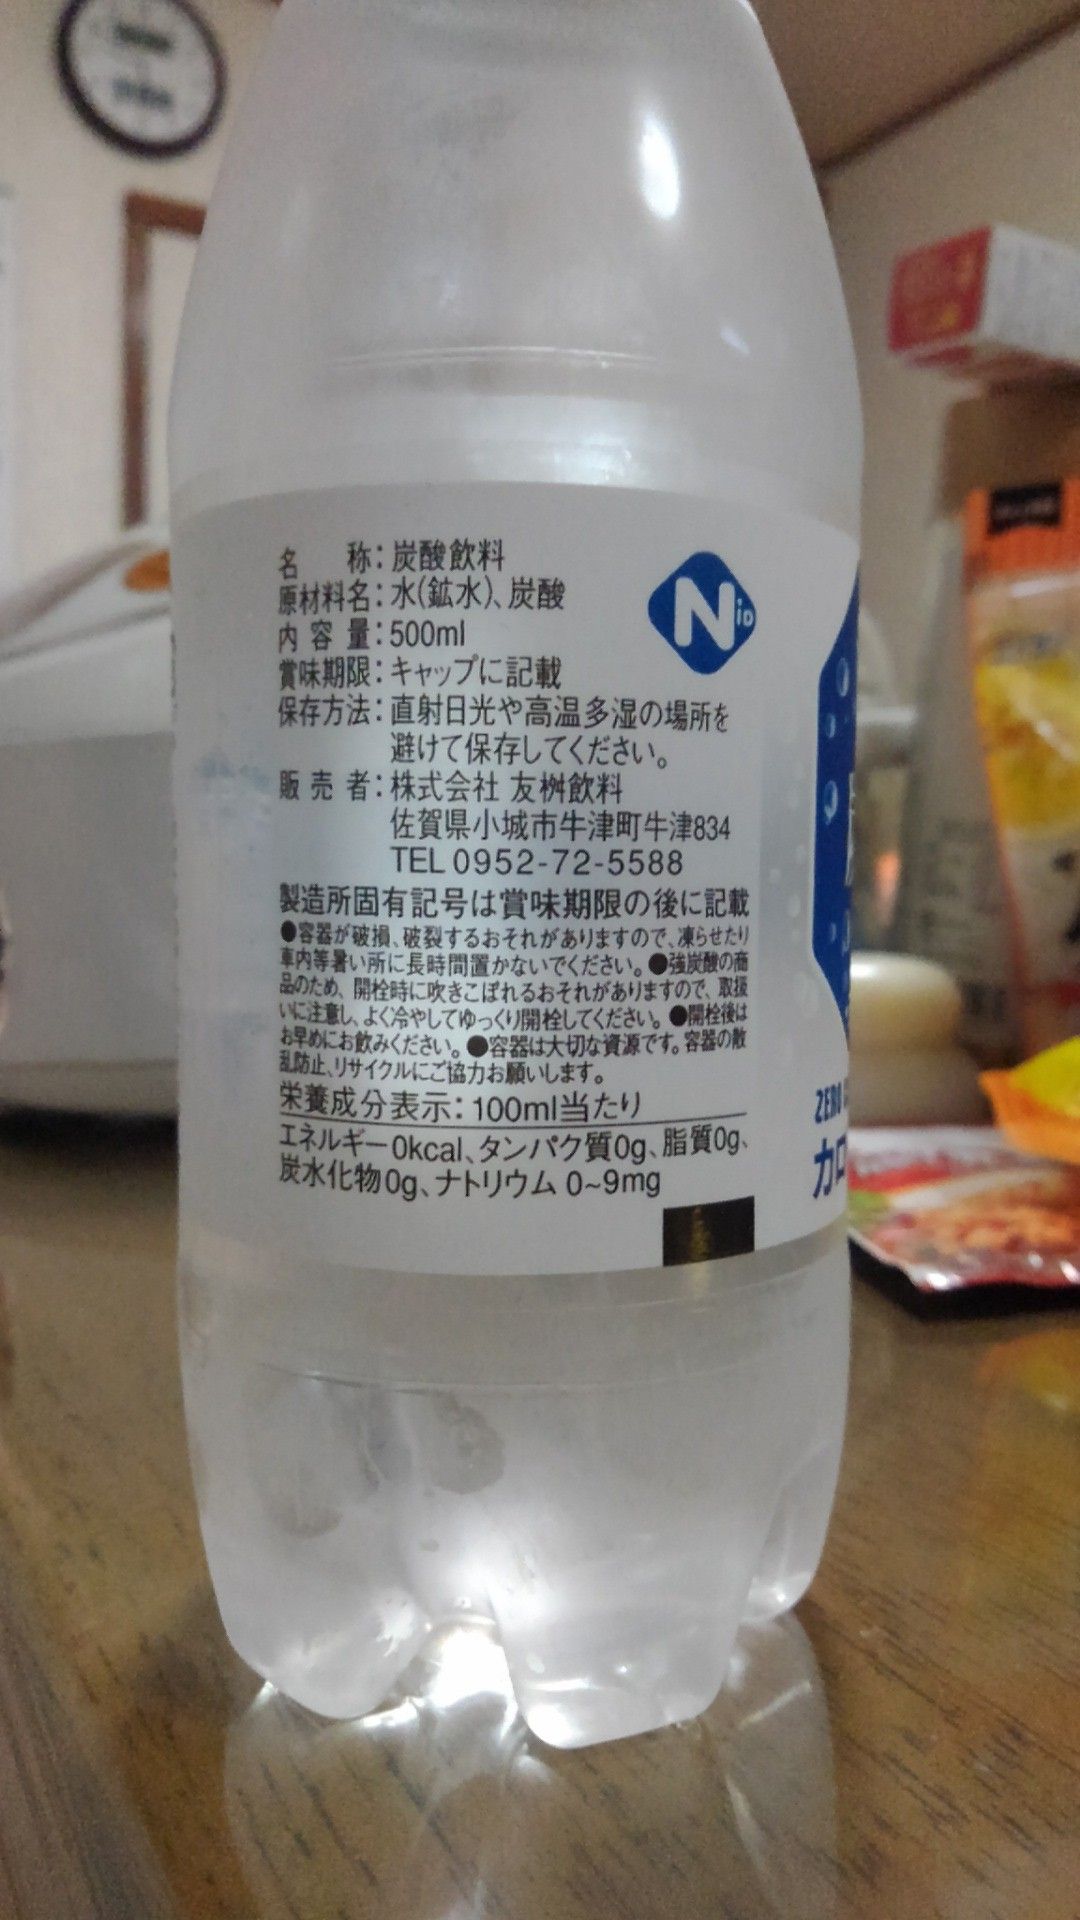 名 称：炭酸飲料
原材料名：水(鉱水)、炭酸
内容量：500ml
賞味期限：キャップに記載
保存方法：直射日光や高温多湿の場所を
避けて保存してください。
販売者：株式会社 友桝飲料
佐賀県小城市牛津町牛津834
TEL 0952-72-5588
製造所固有記号は賞味期限の後に記載
●容器が破損、破裂するおそれがありますので、凍らせたり
車内等暑い所に長時間置かないでください。●強炭酸の商
品のため、開栓時に吹きこぼれるおそれがありますので、取扱
いに注意し、よく冷やしてゆっくり開栓してください。●開栓後は
お早めにお飲みください。●容器は大切な資源です。容器の散
乱防止、リサイクルにご協力お願いします。
栄養成分表示：100ml当たり
エネルギー0kcal、タンパク質0g、脂質0g、
炭水化物0g、ナトリウム 0~9mg
N iD
ZERO
カロ